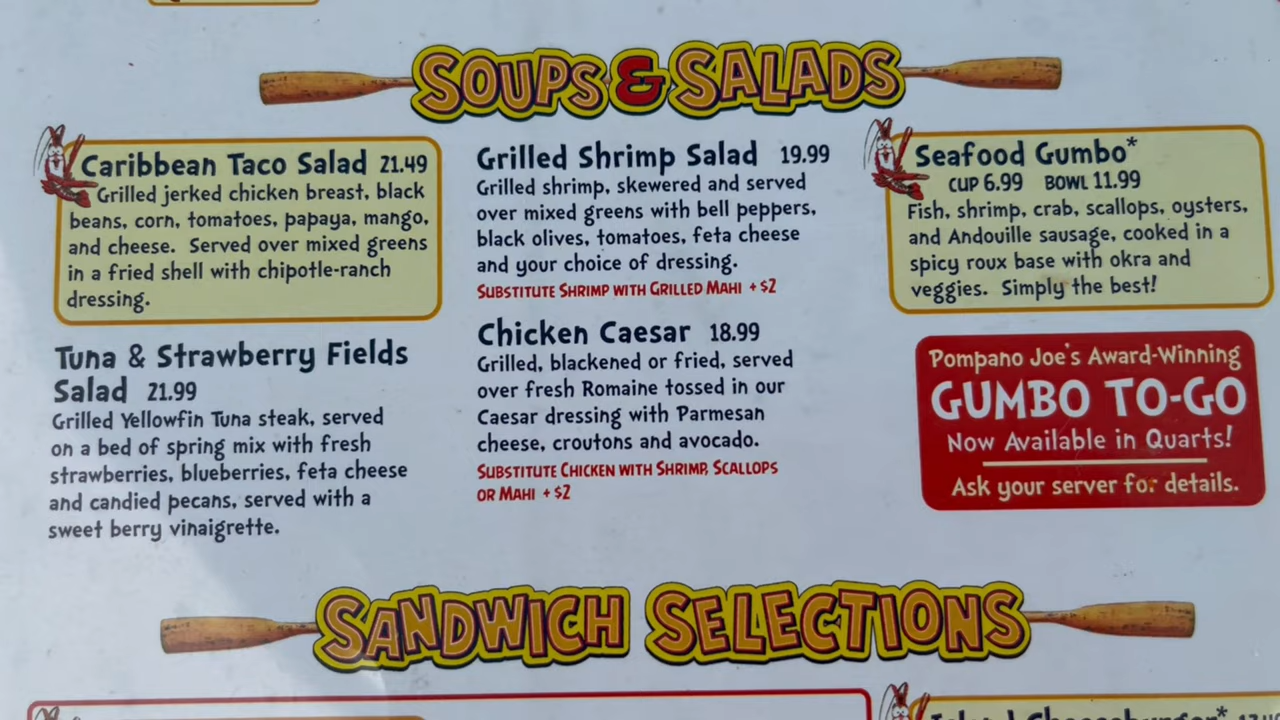 SOUPS & SALADS
Caribbean Taco Salad 21.49
Grilled jerked chicken breast, black
beans, corn, tomatoes, papaya, mango,
and cheese. Served over mixed greens
in a fried shell with chipotle-ranch
dressing.
Tuna & Strawberry Fields
Salad 21.99
Grilled Yellowfin Tuna steak, served
on a bed of spring mix with fresh
strawberries, blueberries, feta cheese
and candied pecans, served with a
sweet berry vinaigrette.
Grilled Shrimp Salad 19.99
Grilled shrimp, skewered and served
over mixed greens with bell peppers,
black olives, tomatoes, feta cheese
and your choice of dressing.
SUBSTITUTE SHRIMP WITH GRILLED MAHI + $2
Chicken Caesar 18.99
Grilled, blackened or fried, served
over fresh Romaine tossed in our
Caesar dressing with Parmesan
cheese, croutons and avocado.
SUBSTITUTE CHICKEN WITH SHRIMP, SCALLOPS
OR MAHI + $2
Seafood Gumbo*
CUP 6.99 BOWL 11.99
Fish, shrimp, crab, scallops, oysters,
and Andouille sausage, cooked in a
spicy roux base with okra and
veggies. Simply the best!
Pompano Joe's Award-Winning
GUMBO TO-GO
Now Available in Quarts!
Ask your server for details.
SANDWICH SELECTIONS
Cheeseburger*